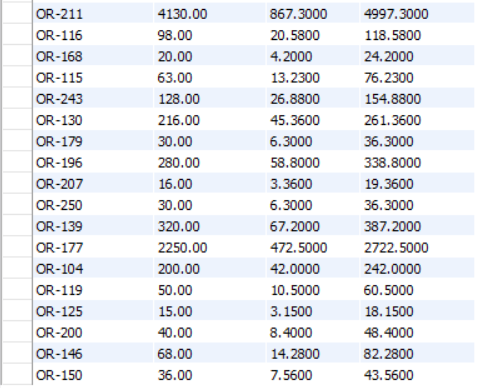 OR-211 4130.00 867.3000 4997.3000
OR-116 98.00 20.5800 118.5800
OR-168 20.00 4.2000 24.2000
OR-115 63.00 13.2300 76.2300
OR-243 128.00 26.8800 154.8800
OR-130 216.00 45.3600 261.3600
OR-179 30.00 6.3000 36.3000
OR-196 280.00 58.8000 338.8000
OR-207 16.00 3.3600 19.3600
OR-250 30.00 6.3000 36.3000
OR-139 320.00 67.2000 387.2000
OR-177 2250.00 472.5000 2722.5000
OR-104 200.00 42.0000 242.0000
OR-119 50.00 10.5000 60.5000
OR-125 15.00 3.1500 18.1500
OR-200 40.00 8.4000 48.4000
OR-146 68.00 14.2800 82.2800
OR-150 36.00 7.5600 43.5600